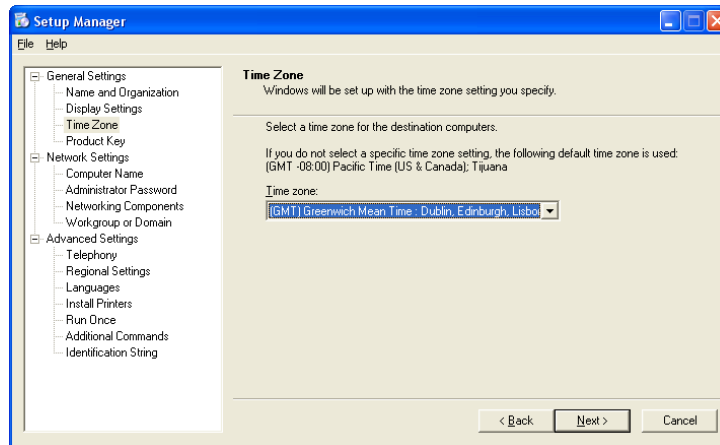 Setup Manager
File Help
General Settings
Name and Organization
Display Settings
Time Zone
Product Key
Network Settings
Computer Name
Administrator Password
Networking Components
Workgroup or Domain
Advanced Settings
Telephony
Regional Settings
Languages
Install Printers
Run Once
Additional Commands
Identification String
Time Zone
Windows will be set up with the time zone setting you specify.
Select a time zone for the destination computers.
If you do not select a specific time zone setting, the following default time zone is used:
(GMT -08:00) Pacific Time (US & Canada); Tijuana
Time zone:
(GMT) Greenwich Mean Time : Dublin, Edinburgh, Lisbo
< Back Next > Cancel